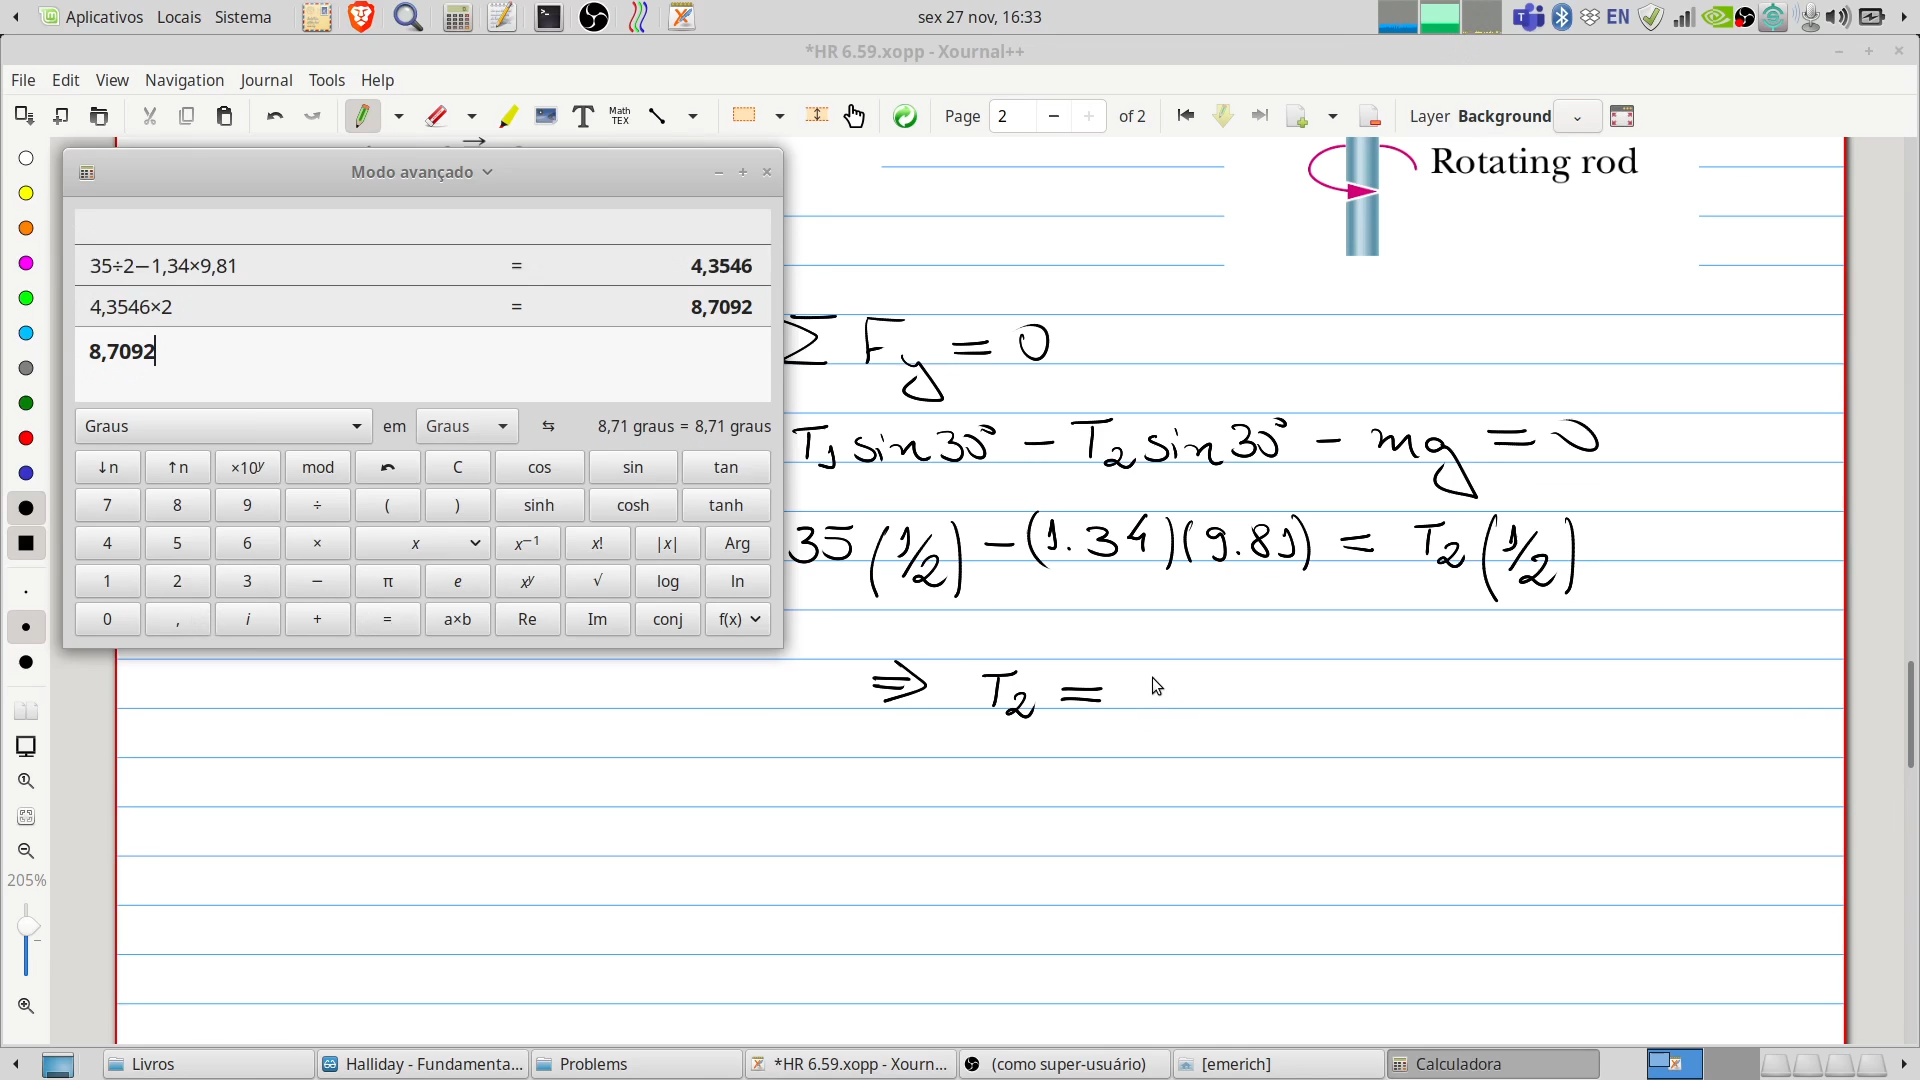 Aplicativos Locais Sistema sex 27 nov, 16:33 EN
*HR 6.59.xopp - Xournal++
File Edit View Navigation Journal Tools Help
T Math TEX Page 2 of 2 Layer Background
Modo avançado
35÷2−1,34×9,81 = 4,3546
4,3546×2 = 8,7092
8,7092
Graus em Graus 8,71 graus = 8,71 graus
↓n ↑n ×10ʸ mod C cos sin tan
7 8 9 ÷ ( ) sinh cosh tanh
4 5 6 × x x⁻¹ x! |x| Arg
1 2 3 − π e xʸ √ log ln
0 , i + = a×b Re Im conj f(x)
Rotating rod
Σ Fy = 0
T₁ sin 30° − T₂ sin 30° − mg = 0
35 (1/2) − (1.34)(9.81) = T₂ (1/2)
⇒ T₂ =
205%
Livros Halliday - Fundamenta... Problems *HR 6.59.xopp - Xourn... (como super-usuário) [emerich] Calculadora